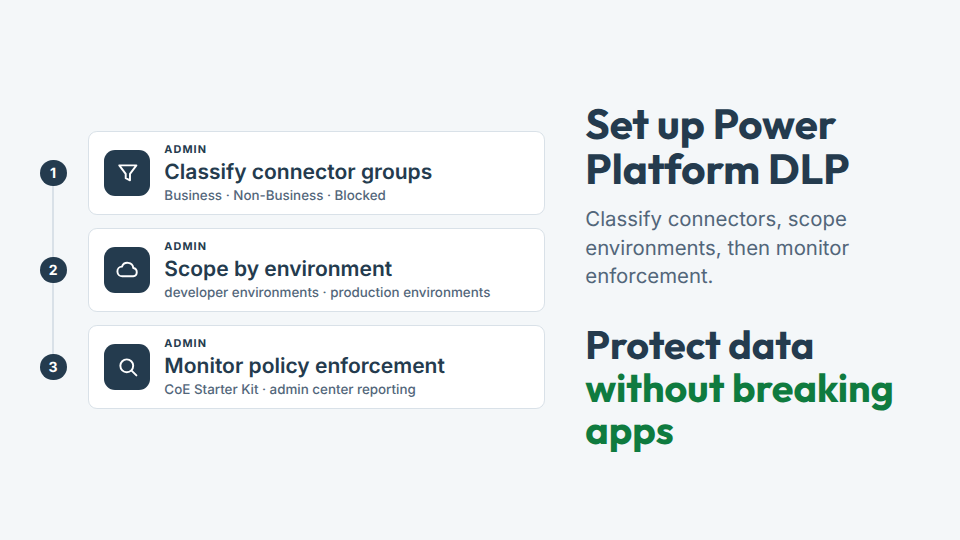 1
ADMIN
Classify connector groups
Business · Non-Business · Blocked
2
ADMIN
Scope by environment
developer environments · production environments
3
ADMIN
Monitor policy enforcement
CoE Starter Kit · admin center reporting
Set up Power
Platform DLP
Classify connectors, scope
environments, then monitor
enforcement.
Protect data
without breaking
apps